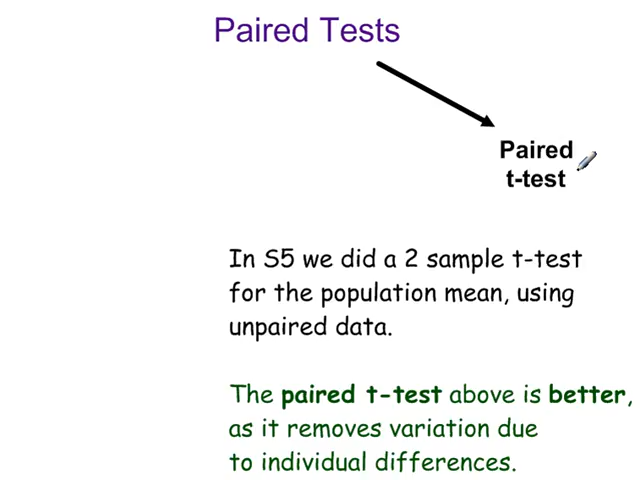 Paired Tests
Paired
t-test
In S5 we did a 2 sample t-test
for the population mean, using
unpaired data.
The paired t-test above is better,
as it removes variation due
to individual differences.